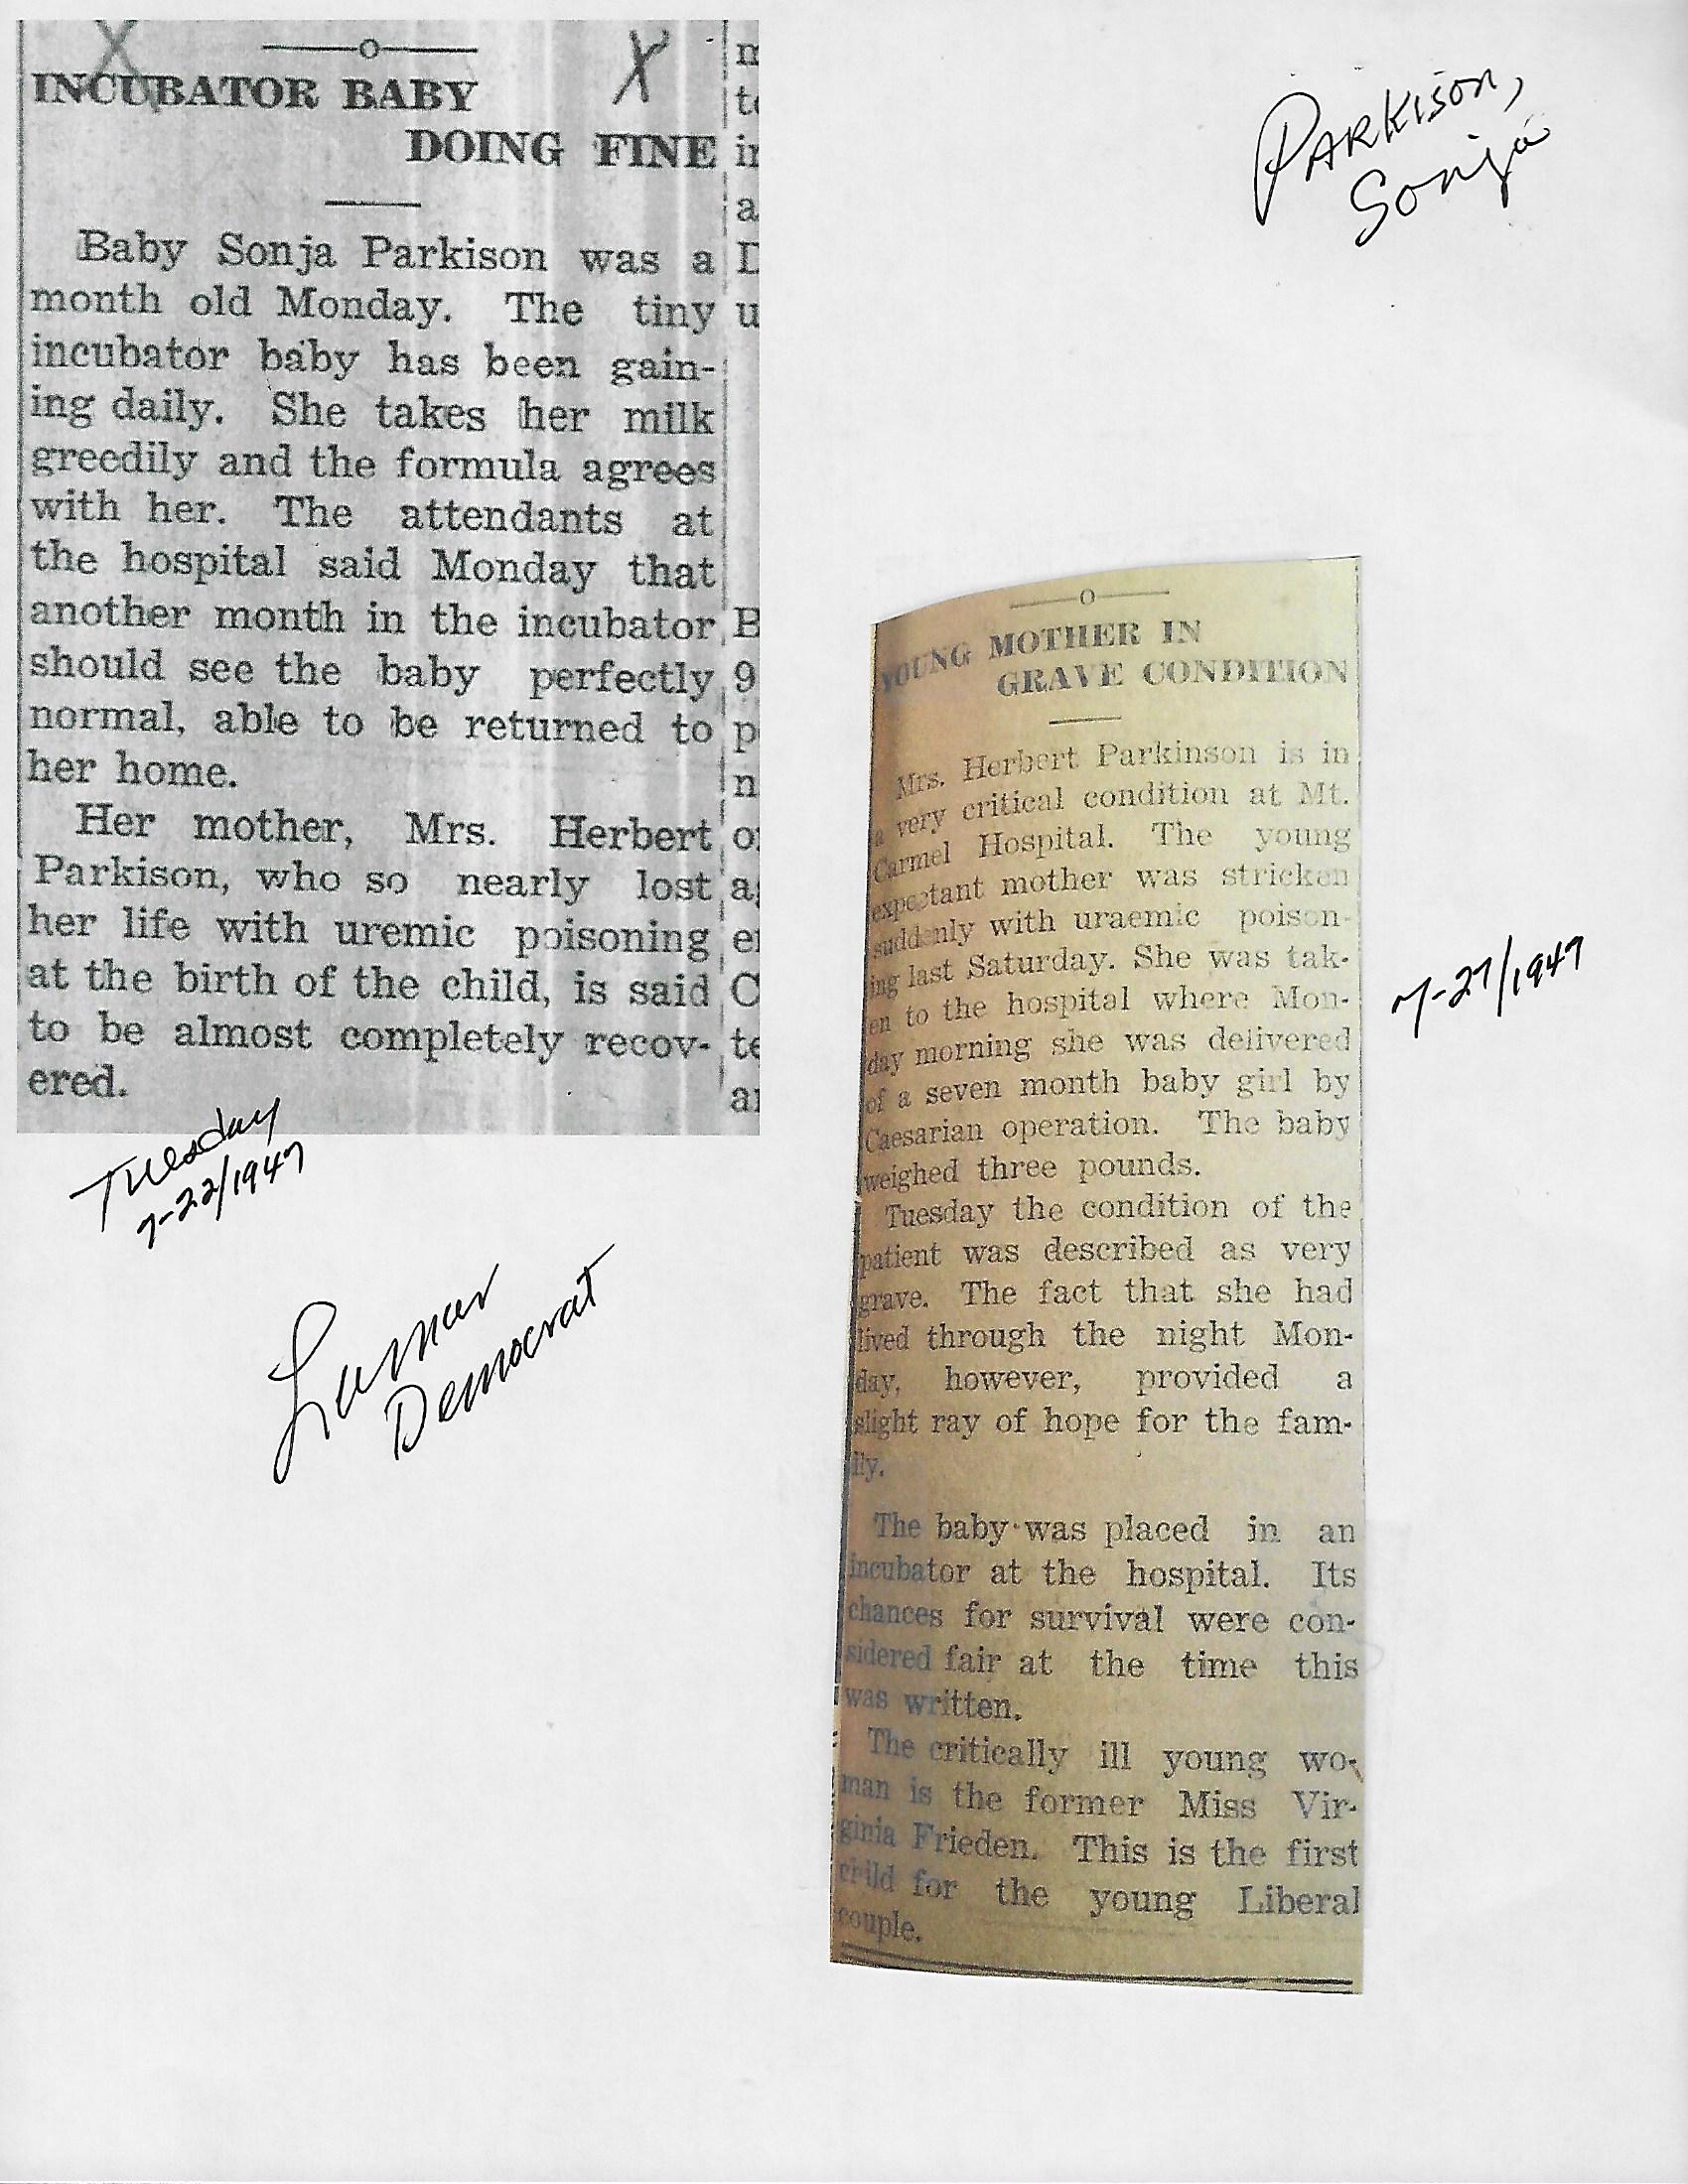 INCUBATOR BABY
DOING FINE
Baby Sonja Parkison was a
month old Monday. The tiny
incubator baby has been gain-
ing daily. She takes her milk
greedily and the formula agrees
with her. The attendants at
the hospital said Monday that
another month in the incubator
should see the baby perfectly
normal, able to be returned to
her home.
Her mother, Mrs. Herbert
Parkison, who so nearly lost
her life with uremic poisoning
at the birth of the child, is said
to be almost completely recov-
ered.
Tuesday
7-22/1947
Lamar
Democrat
Parkison,
Sonja
YOUNG MOTHER IN
GRAVE CONDITION
Mrs. Herbert Parkinson is in
a very critical condition at Mt.
Carmel Hospital. The young
expectant mother was stricken
suddenly with uraemic poison-
ing last Saturday. She was tak-
en to the hospital where Mon-
day morning she was delivered
of a seven month baby girl by
Caesarian operation. The baby
weighed three pounds.
Tuesday the condition of the
patient was described as very
grave. The fact that she had
lived through the night Mon-
day, however, provided a
slight ray of hope for the fam-
ily.
The baby was placed in an
incubator at the hospital. Its
chances for survival were con-
sidered fair at the time this
was written.
The critically ill young wo-
man is the former Miss Vir-
ginia Frieden. This is the first
child for the young Liberal
couple.
7-27/1947